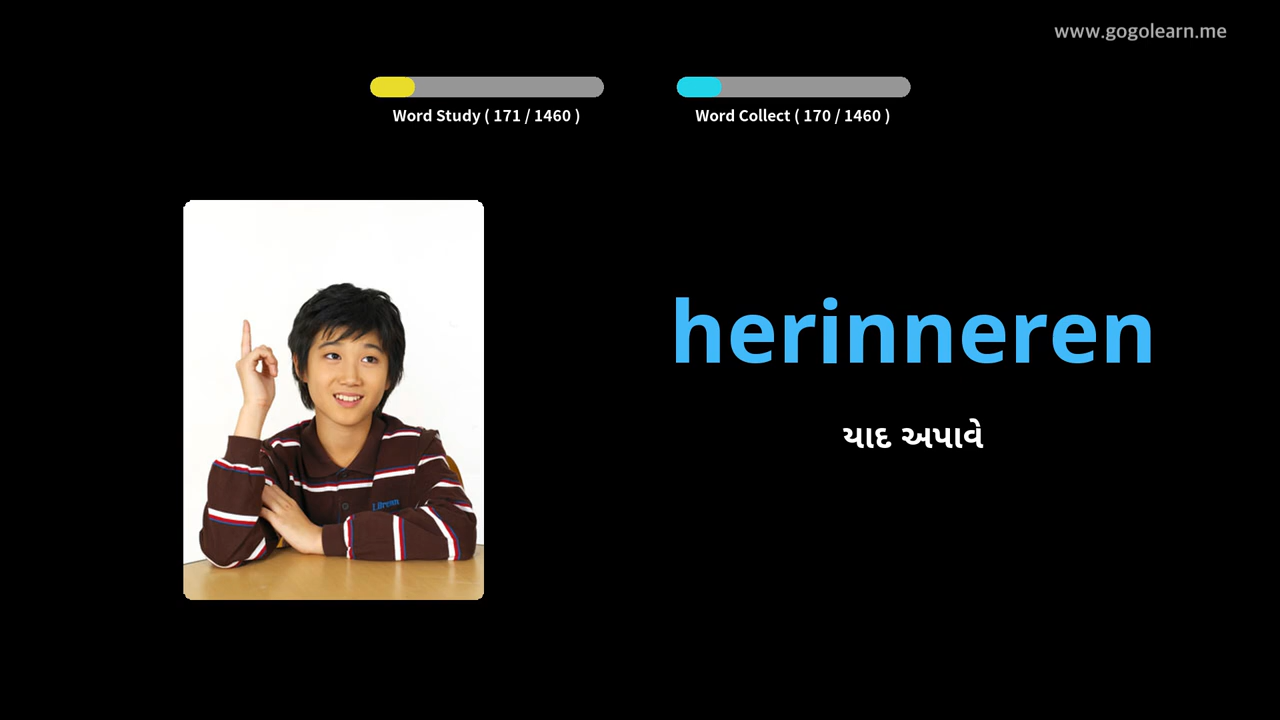 www.gogolearn.me
Word Study ( 171 / 1460 )
Word Collect ( 170 / 1460 )
herinneren
યાદ અપાવે